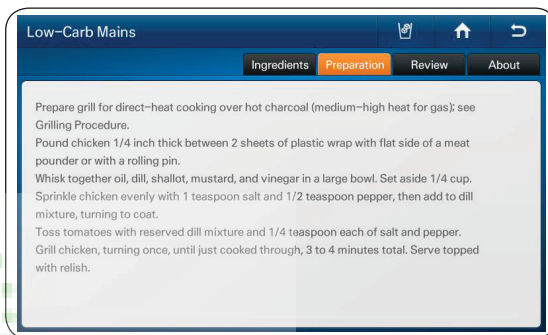 Low-Carb Mains
Ingredients
Preparation
Review
About
Prepare grill for direct-heat cooking over hot charcoal (medium-high heat for gas); see
Grilling Procedure.
Pound chicken 1/4 inch thick between 2 sheets of plastic wrap with flat side of a meat
pounder or with a rolling pin.
Whisk together oil, dill, shallot, mustard, and vinegar in a large bowl. Set aside 1/4 cup.
Sprinkle chicken evenly with 1 teaspoon salt and 1/2 teaspoon pepper, then add to dill
mixture, turning to coat.
Toss tomatoes with reserved dill mixture and 1/4 teaspoon each of salt and pepper.
Grill chicken, turning once, until just cooked through, 3 to 4 minutes total. Serve topped
with relish.